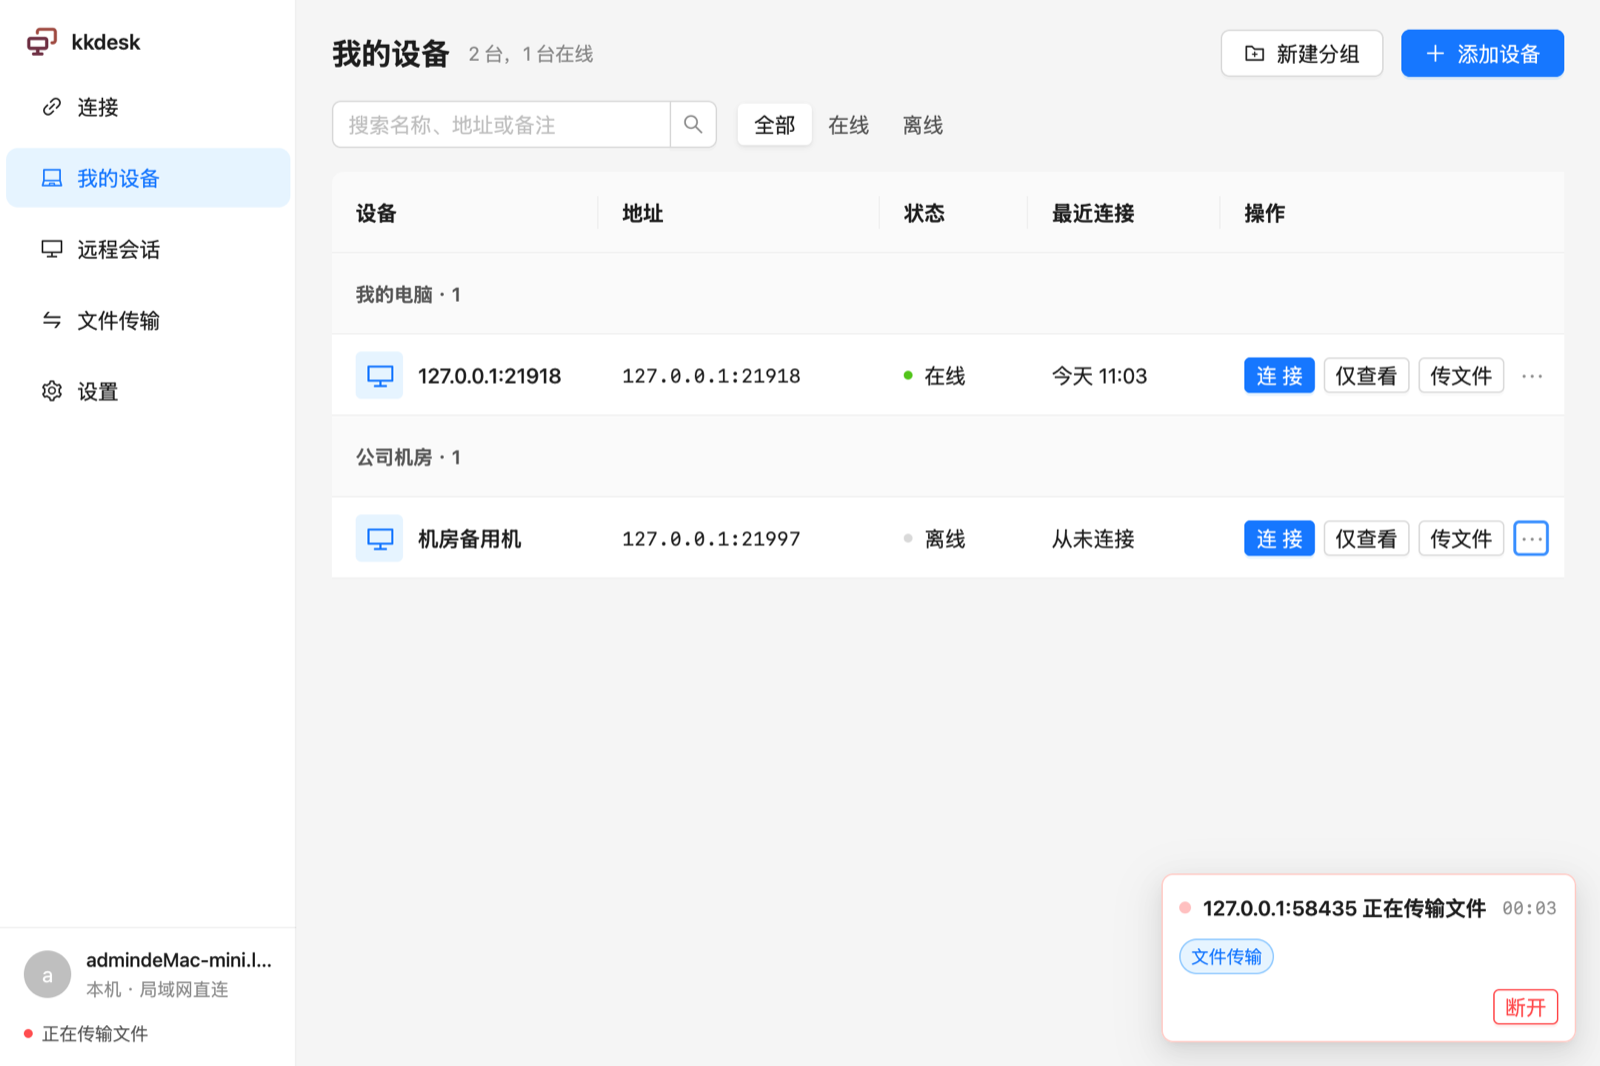 kkdesk
连接
我的设备
远程会话
文件传输
设置
a
admindeMac-mini.l...
本机 · 局域网直连
正在传输文件
我的设备 2 台，1 台在线
新建分组
添加设备
搜索名称、地址或备注
全部 在线 离线
设备 地址 状态 最近连接 操作
我的电脑 · 1
127.0.0.1:21918 127.0.0.1:21918 在线 今天 11:03 连 接 仅查看 传文件 ···
公司机房 · 1
机房备用机 127.0.0.1:21997 离线 从未连接 连 接 仅查看 传文件 ···
127.0.0.1:58435 正在传输文件 00:03
文件传输
断开